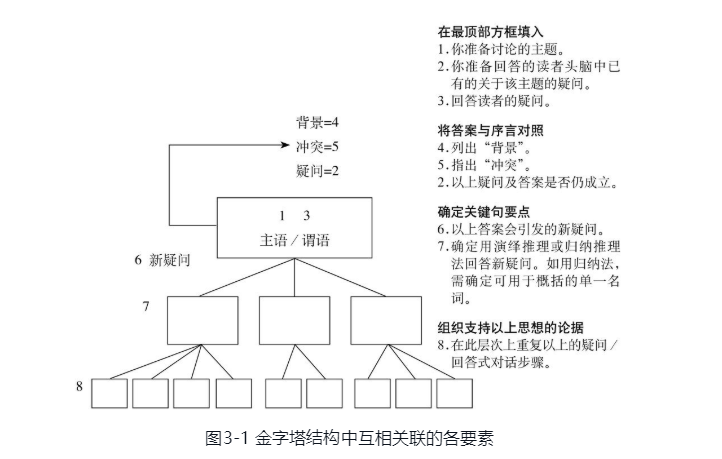 在最顶部方框填入
1.你准备讨论的主题。
2.你准备回答的读者头脑中已
有的关于该主题的疑问。
3.回答读者的疑问。
将答案与序言对照
4.列出“背景”。
5.指出“冲突”。
2.以上疑问及答案是否仍成立。
确定关键句要点
6.以上答案会引发的新疑问。
7.确定用演绎推理或归纳推理
法回答新疑问。如用归纳法，
需确定可用于概括的单一名
词。
组织支持以上思想的论据
8.在此层次上重复以上的疑问/
回答式对话步骤。
背景=4
冲突=5
疑问=2
1 3
主语/谓语
6 新疑问
7
8
图3-1 金字塔结构中互相关联的各要素